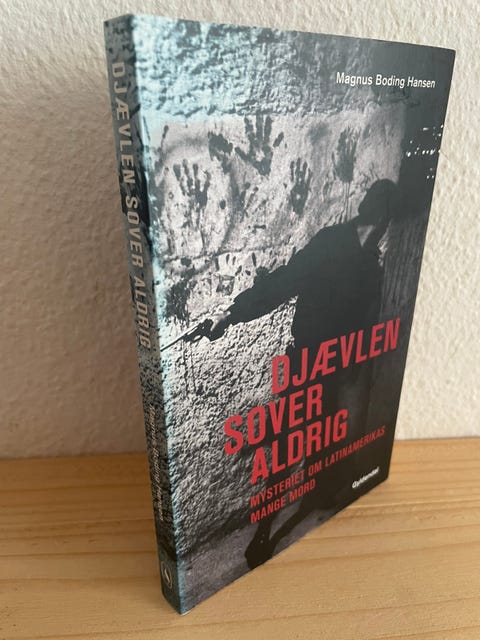 Magnus Boding Hansen
DJÆVLEN
SOVER
ALDRIG
MYSTERIET OM LATINAMERIKAS
MANGE MORD
Gyldendal
DJÆVLEN SOVER ALDRIG